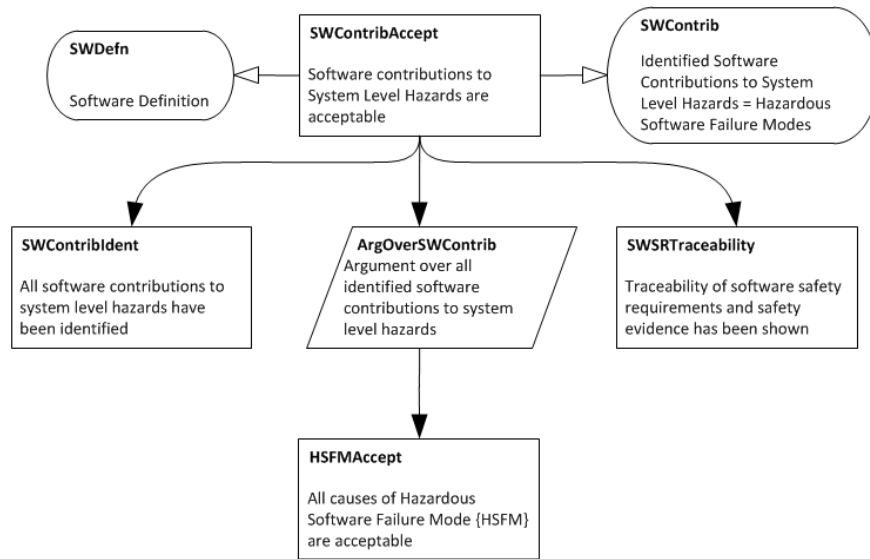 SWDefn
Software Definition
SWContribAccept
Software contributions to
System Level Hazards are
acceptable
SWContrib
Identified Software
Contributions to System
Level Hazards = Hazardous
Software Failure Modes
SWContribIdent
All software contributions to
system level hazards have
been identified
ArgOverSWContrib
Argument over all
identified software
contributions to system
level hazards
SWSRTraceability
Traceability of software safety
requirements and safety
evidence has been shown
HSFMAccept
All causes of Hazardous
Software Failure Mode {HSFM}
are acceptable